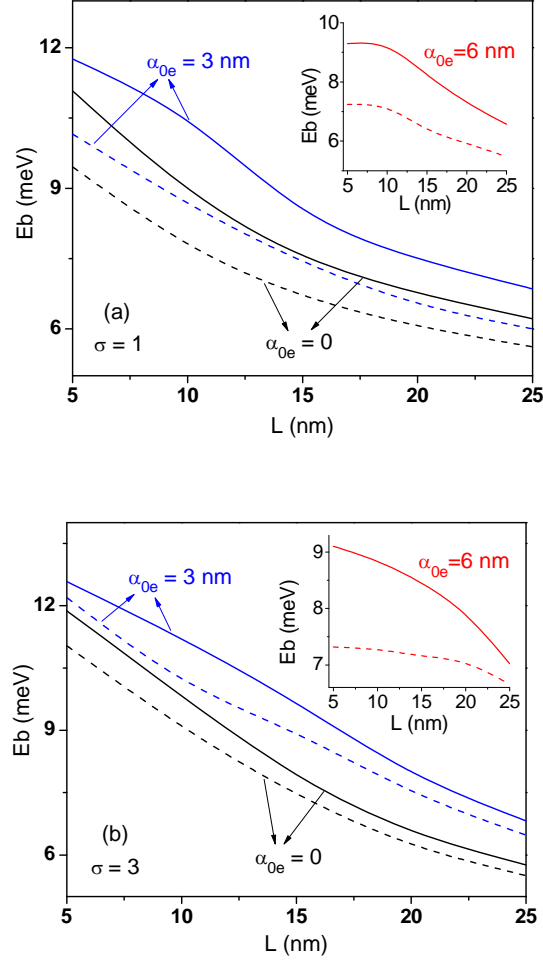 12
9
6
Eb (meV)
α0e = 3 nm
α0e = 0
(a)
σ = 1
5 10 15 20 25
L (nm)
10
9
8
7
6
Eb (meV)
α0e=6 nm
5 10 15 20 25
L (nm)
12
9
6
Eb (meV)
α0e = 3 nm
α0e = 0
(b)
σ = 3
5 10 15 20 25
L (nm)
9
8
7
Eb (meV)
α0e=6 nm
5 10 15 20 25
L (nm)